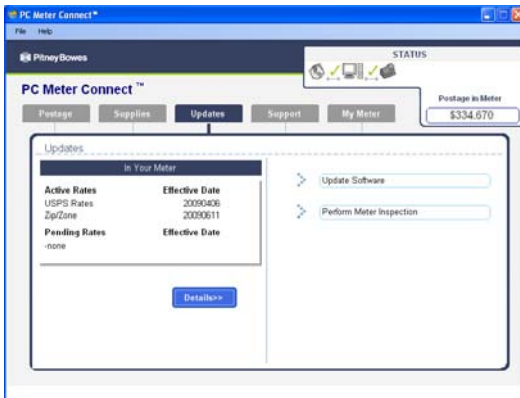 PC Meter Connect™
File Help
Pitney Bowes
STATUS
PC Meter Connect™
Postage in Meter
$334.670
Postage Supplies Updates Support My Meter
Updates
In Your Meter
Active Rates Effective Date
USPS Rates 20090406
Zip/Zone 20090611
Pending Rates Effective Date
-none
Update Software
Perform Meter Inspection
Details>>